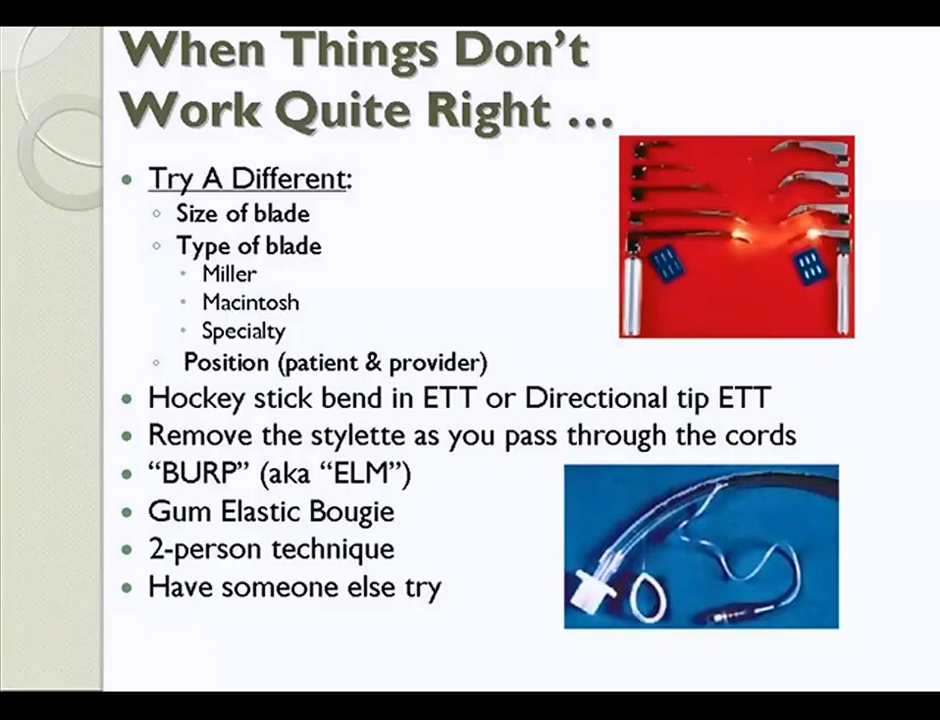 When Things Don't
Work Quite Right ...
Try A Different:
Size of blade
Type of blade
Miller
Macintosh
Specialty
Position (patient & provider)
Hockey stick bend in ETT or Directional tip ETT
Remove the stylette as you pass through the cords
“BURP” (aka “ELM”)
Gum Elastic Bougie
2-person technique
Have someone else try